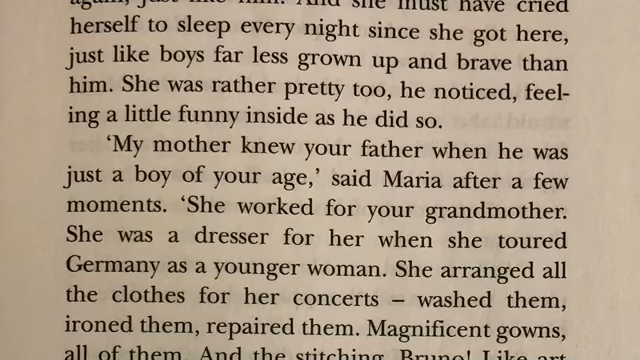 again, just like him. And she must have cried
herself to sleep every night since she got here,
just like boys far less grown up and brave than
him. She was rather pretty too, he noticed, feel-
ing a little funny inside as he did so.
‘My mother knew your father when he was
just a boy of your age,’ said Maria after a few
moments. ‘She worked for your grandmother.
She was a dresser for her when she toured
Germany as a younger woman. She arranged all
the clothes for her concerts – washed them,
ironed them, repaired them. Magnificent gowns,
all of them. And the stitching, Bruno! Like art